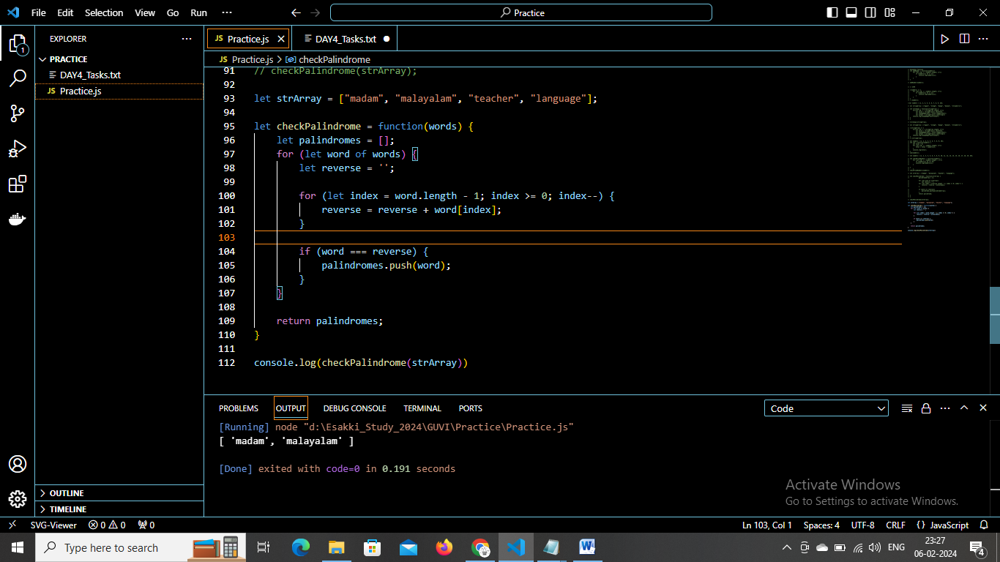 File Edit Selection View Go Run ···
Practice
EXPLORER ···
PRACTICE
DAY4_Tasks.txt
JS Practice.js
OUTLINE
TIMELINE
1
JS Practice.js
DAY4_Tasks.txt
JS Practice.js > checkPalindrome
91 // checkPalindrome(strArray);
92
93 let strArray = ["madam", "malayalam", "teacher", "language"];
94
95 let checkPalindrome = function(words) {
96 let palindromes = [];
97 for (let word of words) {
98 let reverse = '';
99
100 for (let index = word.length - 1; index >= 0; index--) {
101 reverse = reverse + word[index];
102 }
103
104 if (word === reverse) {
105 palindromes.push(word);
106 }
107 }
108
109 return palindromes;
110 }
111
112 console.log(checkPalindrome(strArray))
PROBLEMS OUTPUT DEBUG CONSOLE TERMINAL PORTS
Code
[Running] node "d:\Esakki_Study_2024\GUVI\Practice\Practice.js"
[ 'madam', 'malayalam' ]
[Done] exited with code=0 in 0.191 seconds
Activate Windows
Go to Settings to activate Windows.
SVG-Viewer 0 0 0 Ln 103, Col 1 Spaces: 4 UTF-8 CRLF {} JavaScript
Type here to search
ENG
23:27
06-02-2024
4